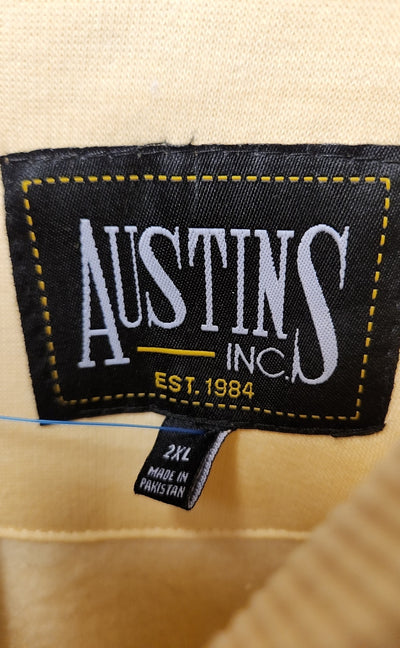 AUSTINS
INC.
EST. 1984
2XL
MADE IN
PAKISTAN